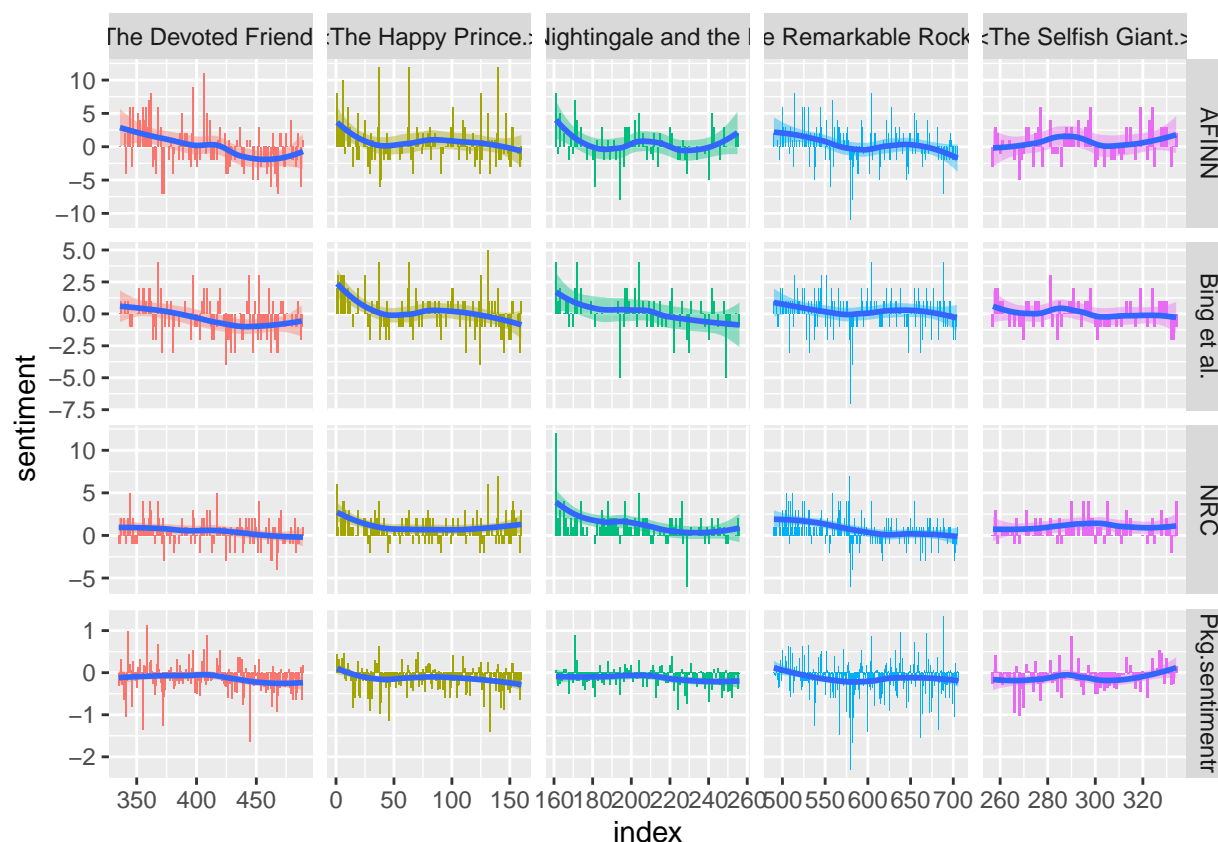 The Devoted Friend
<The Happy Prince.>
Nightingale and the
e Remarkable Rock
<The Selfish Giant.>
10
5
0
−5
−10
AFINN
5.0
2.5
0.0
−2.5
−5.0
−7.5
Bing et al.
10
5
0
−5
NRC
1
0
−1
−2
Pkg.sentimentr
sentiment
350 400 450
0 50 100 150
160 180 200 220 240 260
500 550 600 650 700
260 280 300 320
index